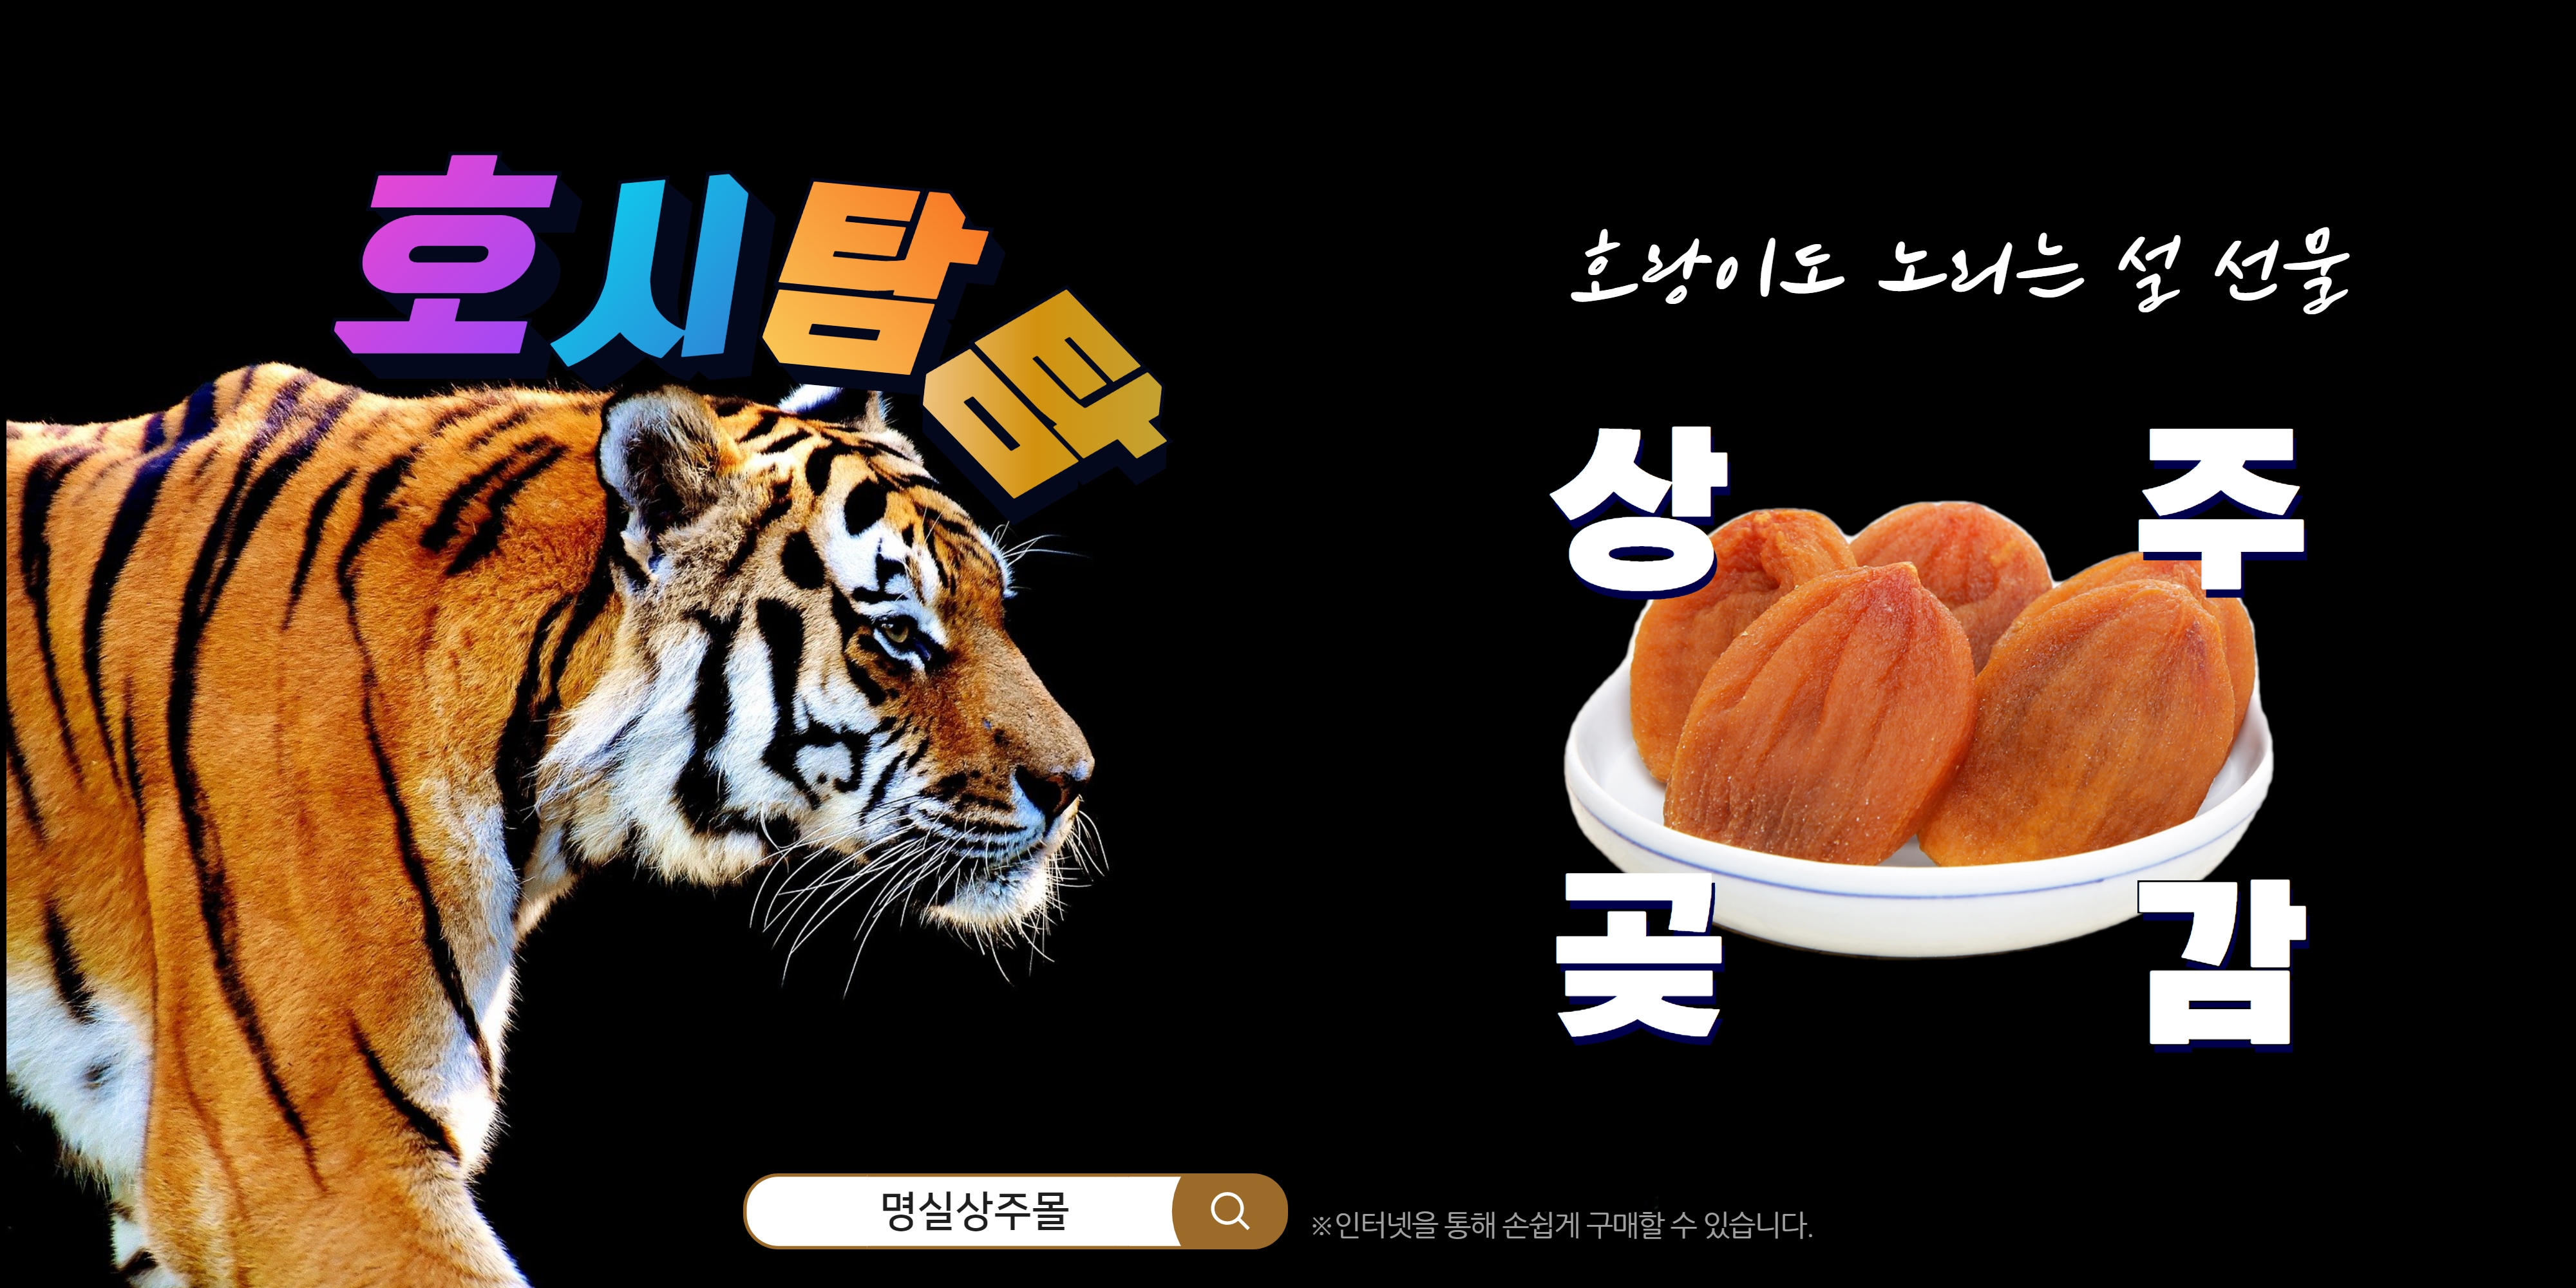 호시탐탐
호랑이도 노리는 설 선물
상주
곶감
명실상주몰
※인터넷을 통해 손쉽게 구매할 수 있습니다.